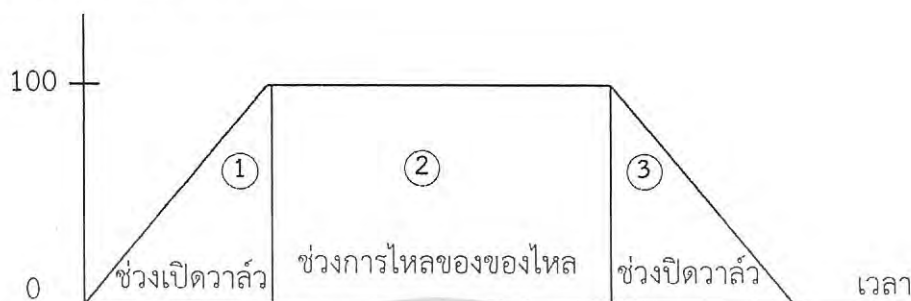 100
① ② ③
ช่วงเปิดวาล์ว ช่วงการไหลของของไหล ช่วงปิดวาล์ว
0 เวลา